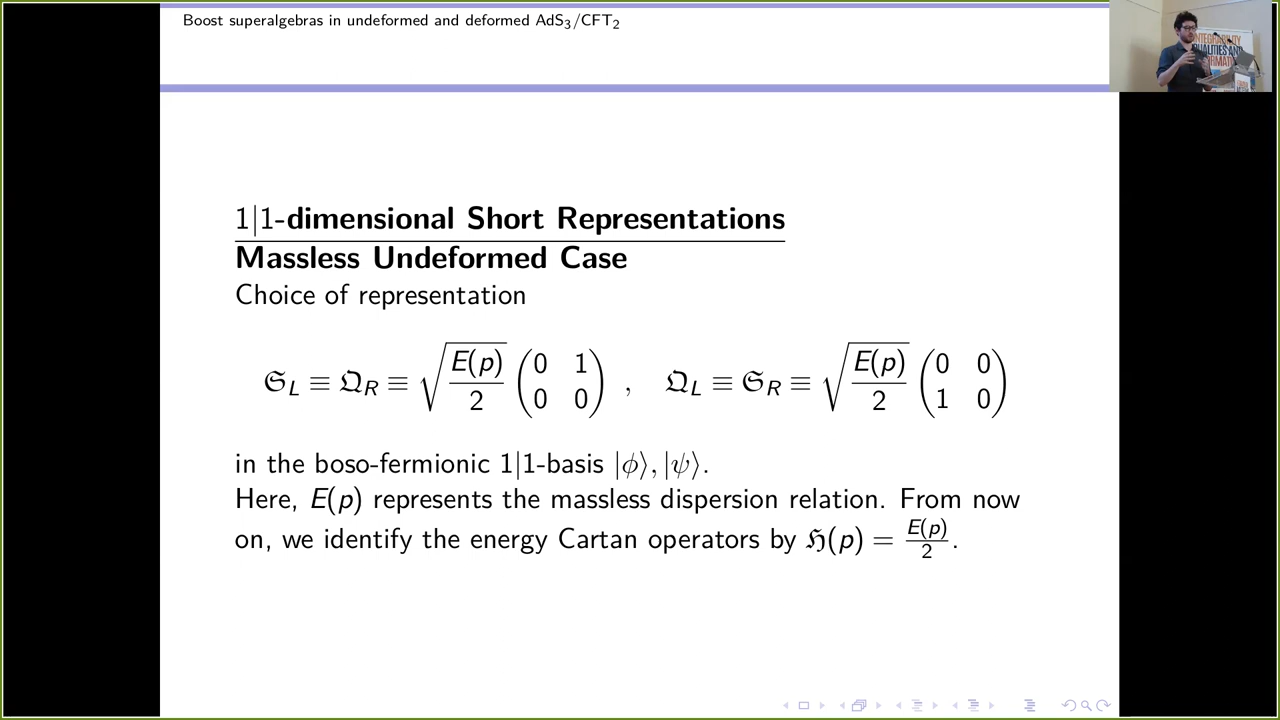 Boost superalgebras in undeformed and deformed AdS₃/CFT₂
INTEGRABILITY
1|1-dimensional Short Representations
Massless Undeformed Case
Choice of representation
𝔖_L ≡ 𝔔_R ≡ √(E(p)/2) (0 1; 0 0) , 𝔔_L ≡ 𝔖_R ≡ √(E(p)/2) (0 0; 1 0)
in the boso-fermionic 1|1-basis |ϕ⟩, |ψ⟩.
Here, E(p) represents the massless dispersion relation. From now
on, we identify the energy Cartan operators by ℌ(p) = E(p)/2.